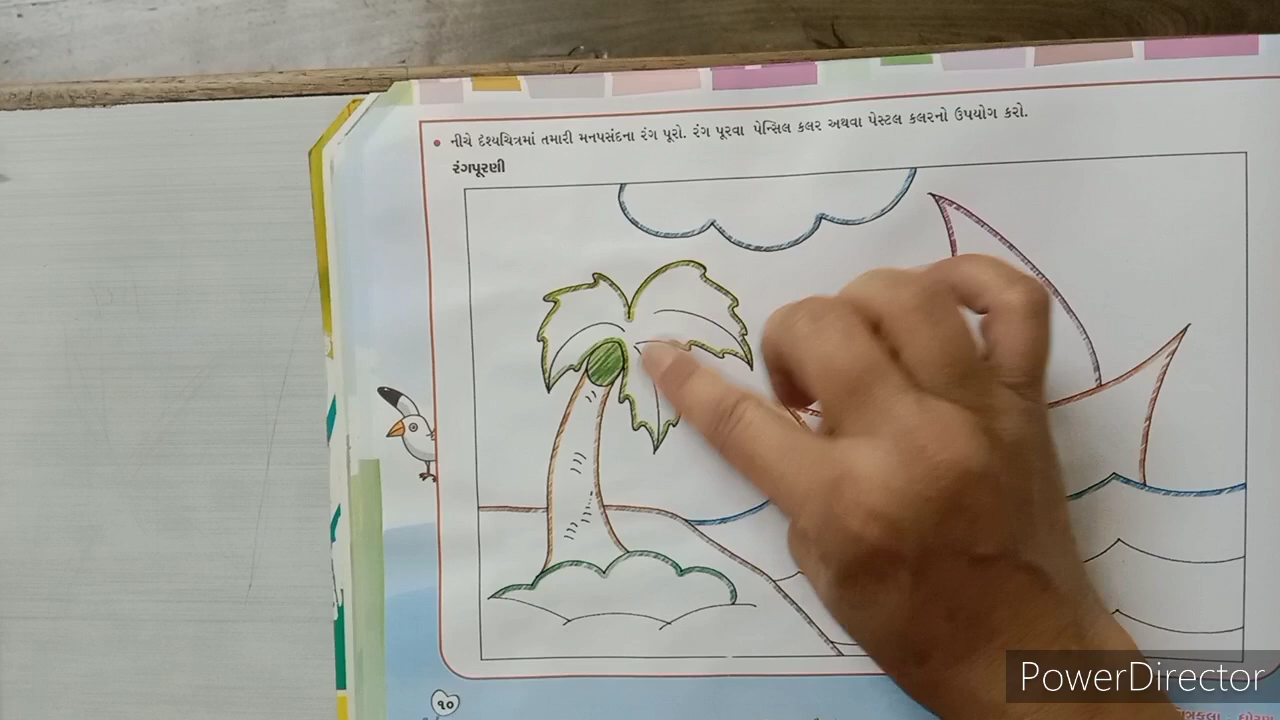 • નીચે દૃશ્યચિત્રમાં તમારી મનપસંદના રંગ પૂરો. રંગ પૂરવા પેન્સિલ કલર અથવા પેસ્ટલ કલરનો ઉપયોગ કરો.
રંગપૂરણી
PowerDirector
૧૦